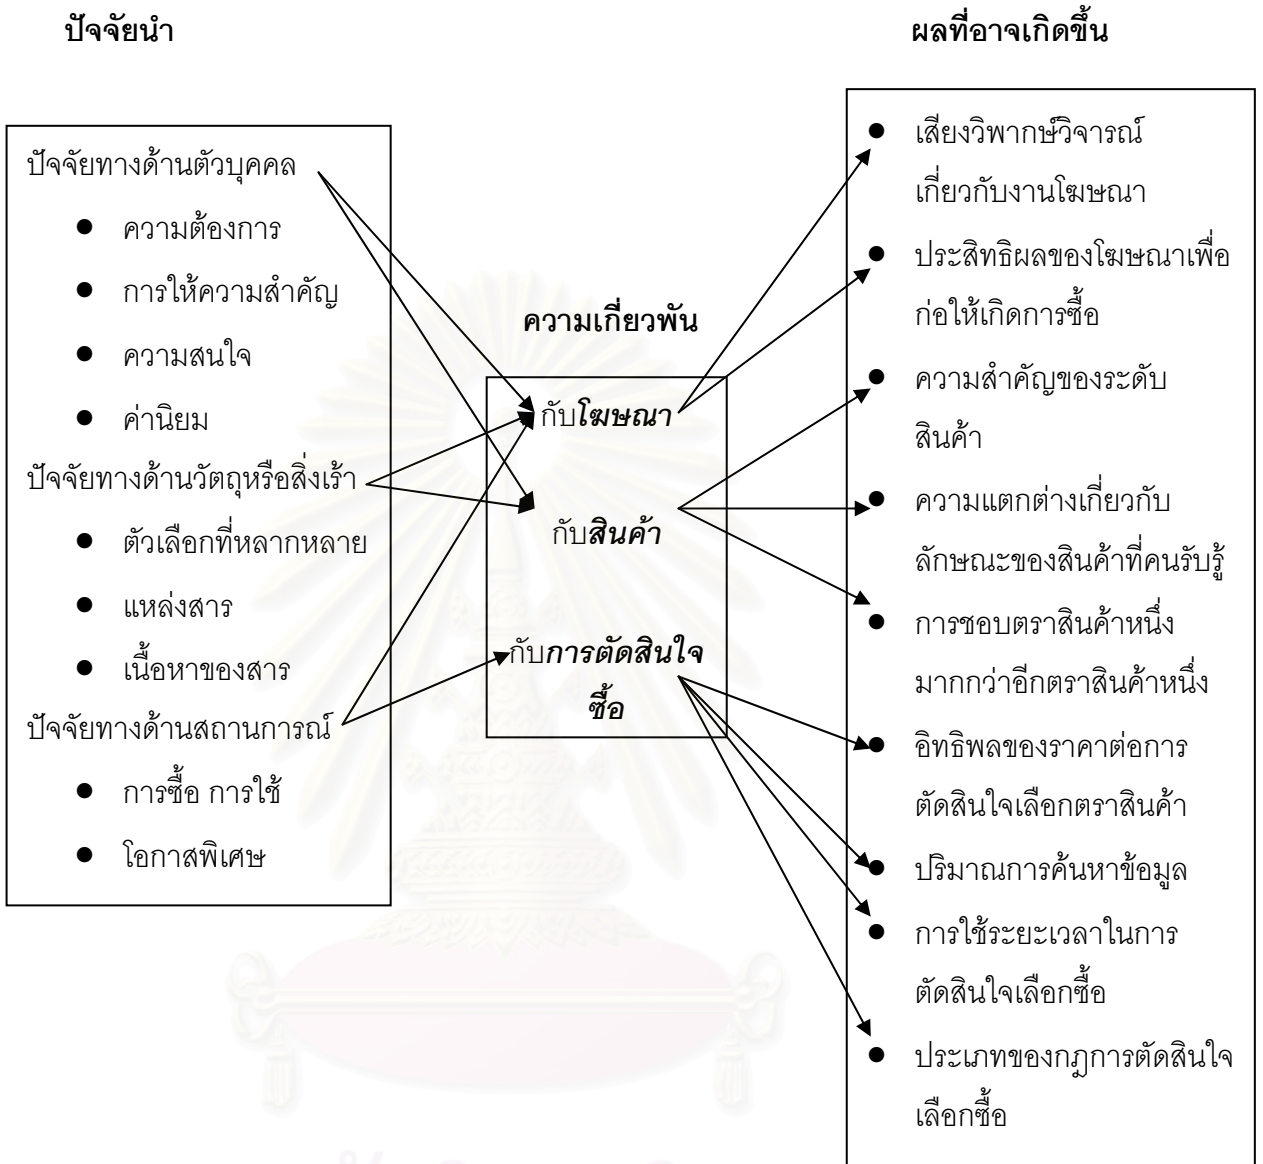 ปัจจัยนำ
ผลที่อาจเกิดขึ้น
ปัจจัยทางด้านตัวบุคคล
● ความต้องการ
● การให้ความสำคัญ
● ความสนใจ
● ค่านิยม
ปัจจัยทางด้านวัตถุหรือสิ่งเร้า
● ตัวเลือกที่หลากหลาย
● แหล่งสาร
● เนื้อหาของสาร
ปัจจัยทางด้านสถานการณ์
● การซื้อ การใช้
● โอกาสพิเศษ
ความเกี่ยวพัน
กับโฆษณา
กับสินค้า
กับการตัดสินใจ
ซื้อ
● เสียงวิพากษ์วิจารณ์
เกี่ยวกับงานโฆษณา
● ประสิทธิผลของโฆษณาเพื่อ
ก่อให้เกิดการซื้อ
● ความสำคัญของระดับ
สินค้า
● ความแตกต่างเกี่ยวกับ
ลักษณะของสินค้าที่คนรับรู้
● การชอบตราสินค้าหนึ่ง
มากกว่าอีกตราสินค้าหนึ่ง
● อิทธิพลของราคาต่อการ
ตัดสินใจเลือกตราสินค้า
● ปริมาณการค้นหาข้อมูล
● การใช้ระยะเวลาในการ
ตัดสินใจเลือกซื้อ
● ประเภทของกฎการตัดสินใจ
เลือกซื้อ